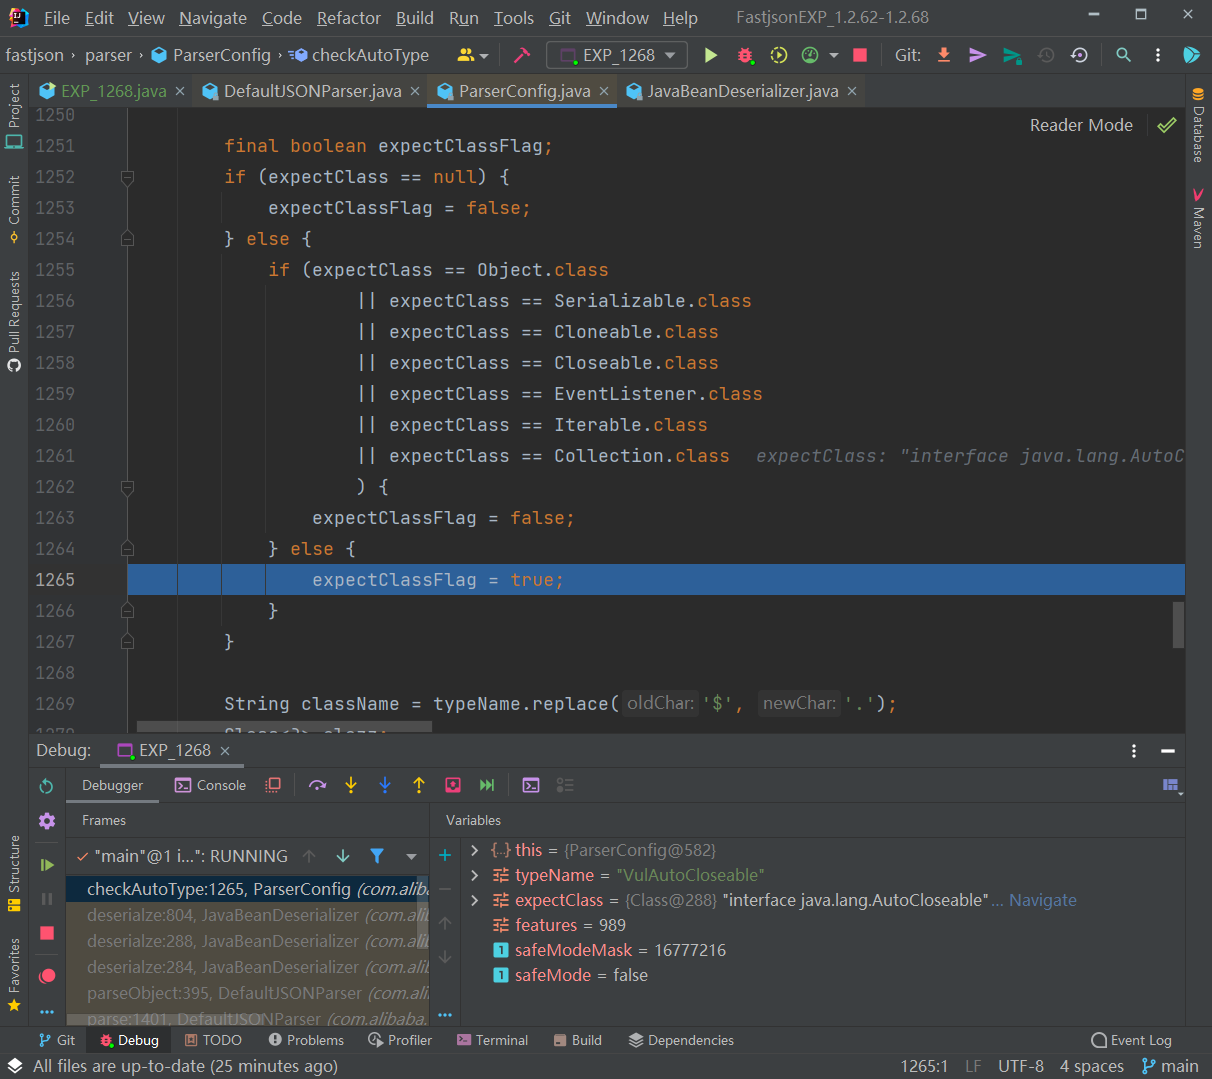 File Edit View Navigate Code Refactor Build Run Tools Git Window Help FastjsonEXP_1.2.62-1.2.68
fastjson › parser › ParserConfig › checkAutoType EXP_1268 Git:
EXP_1268.java × DefaultJSONParser.java × ParserConfig.java × JavaBeanDeserializer.java ×
Project
Commit
Pull Requests
Structure
Favorites
Database
Maven
Reader Mode
1250
1251 final boolean expectClassFlag;
1252 if (expectClass == null) {
1253 expectClassFlag = false;
1254 } else {
1255 if (expectClass == Object.class
1256 || expectClass == Serializable.class
1257 || expectClass == Cloneable.class
1258 || expectClass == Closeable.class
1259 || expectClass == EventListener.class
1260 || expectClass == Iterable.class
1261 || expectClass == Collection.class expectClass: "interface java.lang.AutoC
1262 ) {
1263 expectClassFlag = false;
1264 } else {
1265 expectClassFlag = true;
1266 }
1267 }
1268
1269 String className = typeName.replace( oldChar: '$', newChar: '.');
Debug: EXP_1268 ×
Debugger Console
Frames Variables
"main"@1 i...": RUNNING
checkAutoType:1265, ParserConfig (com.aliba
deserialze:804, JavaBeanDeserializer (com.alib
deserialze:288, JavaBeanDeserializer (com.alib
deserialze:284, JavaBeanDeserializer (com.alib
parseObject:395, DefaultJSONParser (com.alib
parse:1401, DefaultJSONParser (com.alibaba.
this = {ParserConfig@582}
typeName = "VulAutoCloseable"
expectClass = {Class@288} "interface java.lang.AutoCloseable"... Navigate
features = 989
safeModeMask = 16777216
safeMode = false
Git Debug TODO Problems Profiler Terminal Build Dependencies Event Log
All files are up-to-date (25 minutes ago) 1265:1 LF UTF-8 4 spaces main